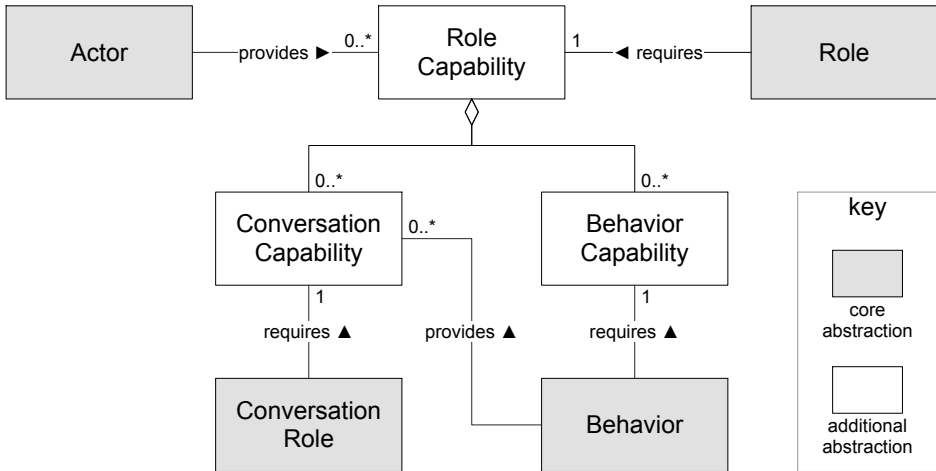 Actor
provides ►
0..*
Role
Capability
1
◄ requires
Role
0..*
0..*
Conversation
Capability
0..*
Behavior
Capability
key
1
1
core
abstraction
requires ▲
provides ▲
requires ▲
Conversation
Role
Behavior
additional
abstraction